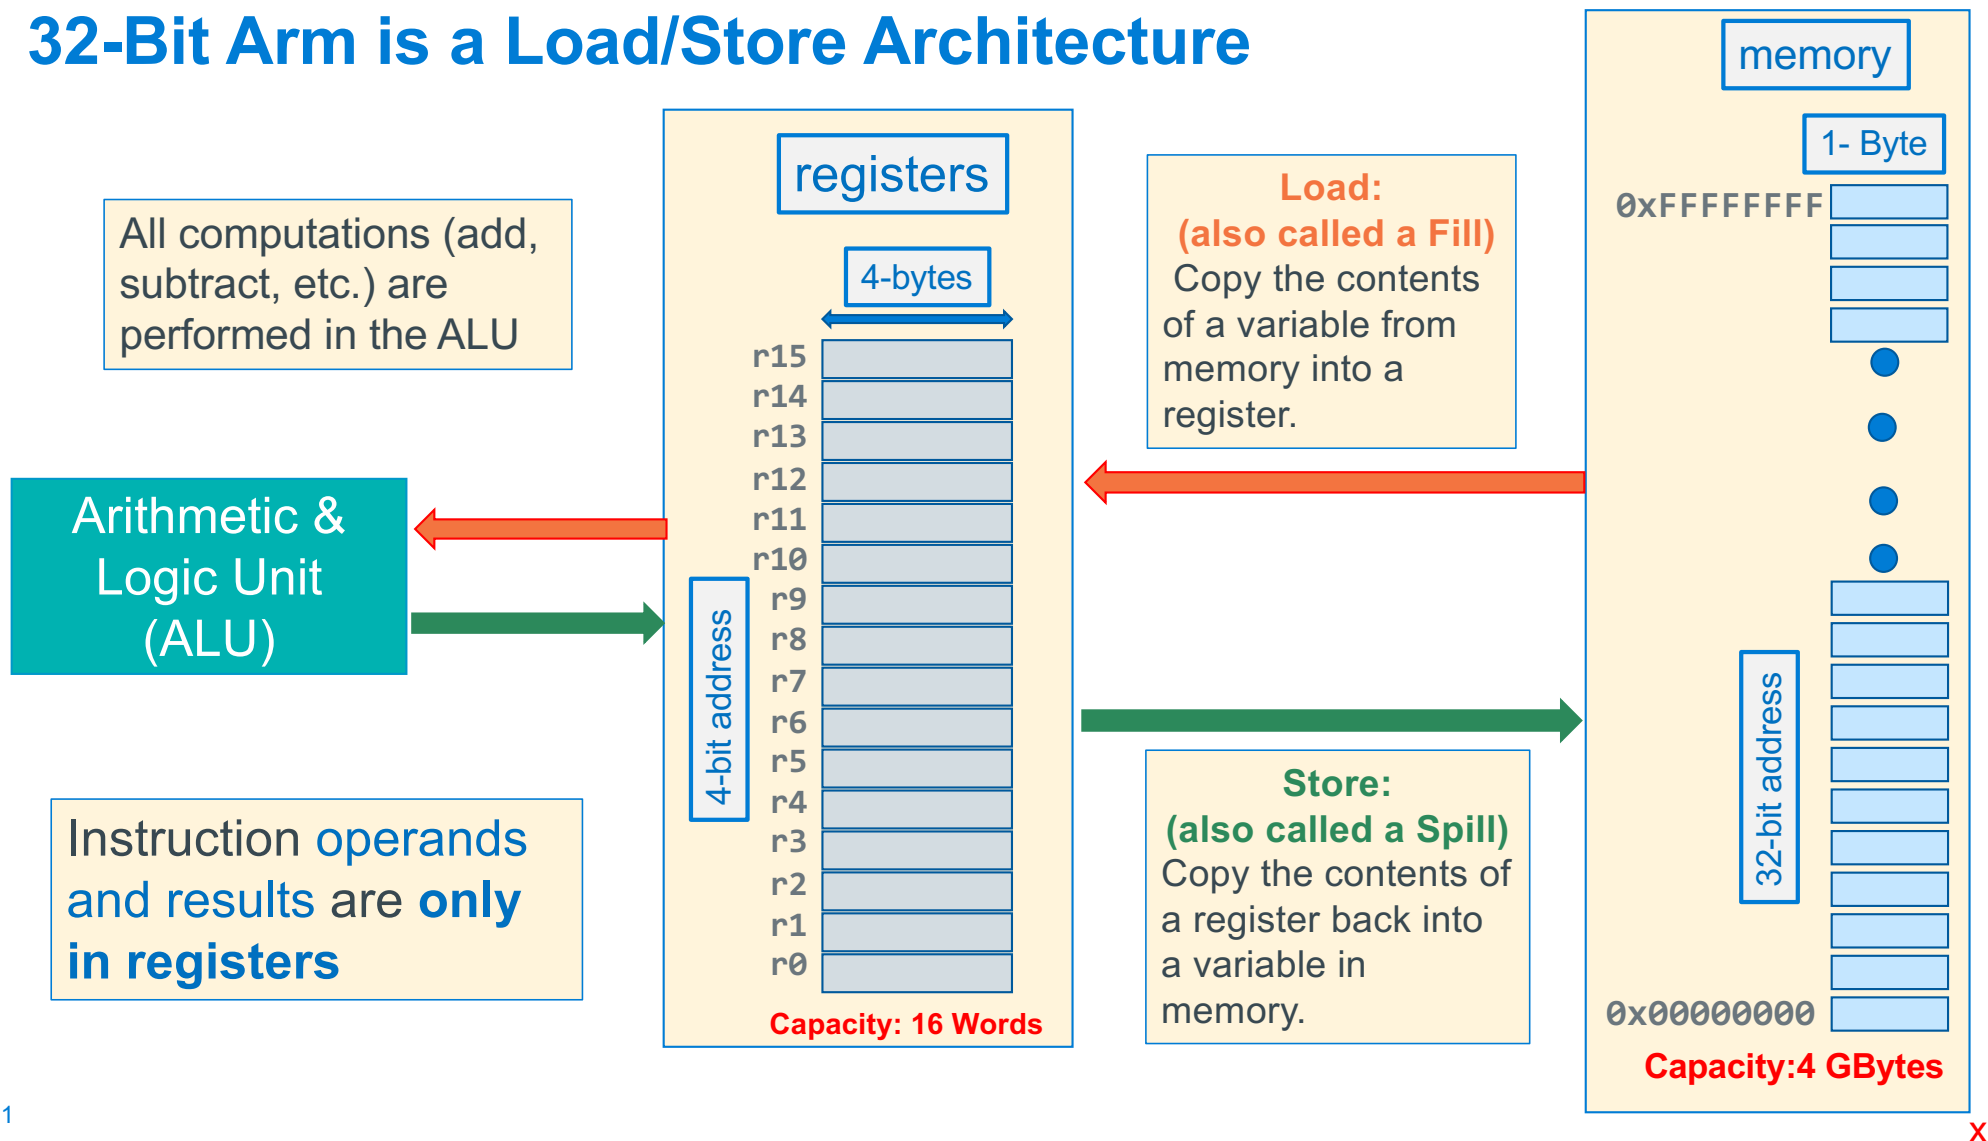 32-Bit Arm is a Load/Store Architecture
All computations (add,
subtract, etc.) are
performed in the ALU
Arithmetic &
Logic Unit
(ALU)
Instruction operands
and results are only
in registers
registers
4-bytes
r15
r14
r13
r12
r11
r10
r9
r8
r7
r6
r5
r4
r3
r2
r1
r0
4-bit address
Capacity: 16 Words
Load:
(also called a Fill)
Copy the contents
of a variable from
memory into a
register.
Store:
(also called a Spill)
Copy the contents of
a register back into
a variable in
memory.
memory
1- Byte
0xFFFFFFFF
32-bit address
0x00000000
Capacity:4 GBytes
1
x